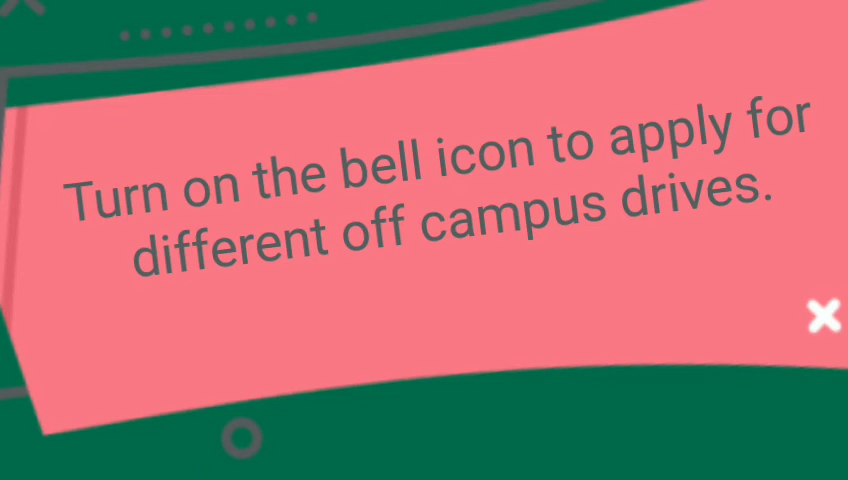 Turn on the bell icon to apply for
different off campus drives.